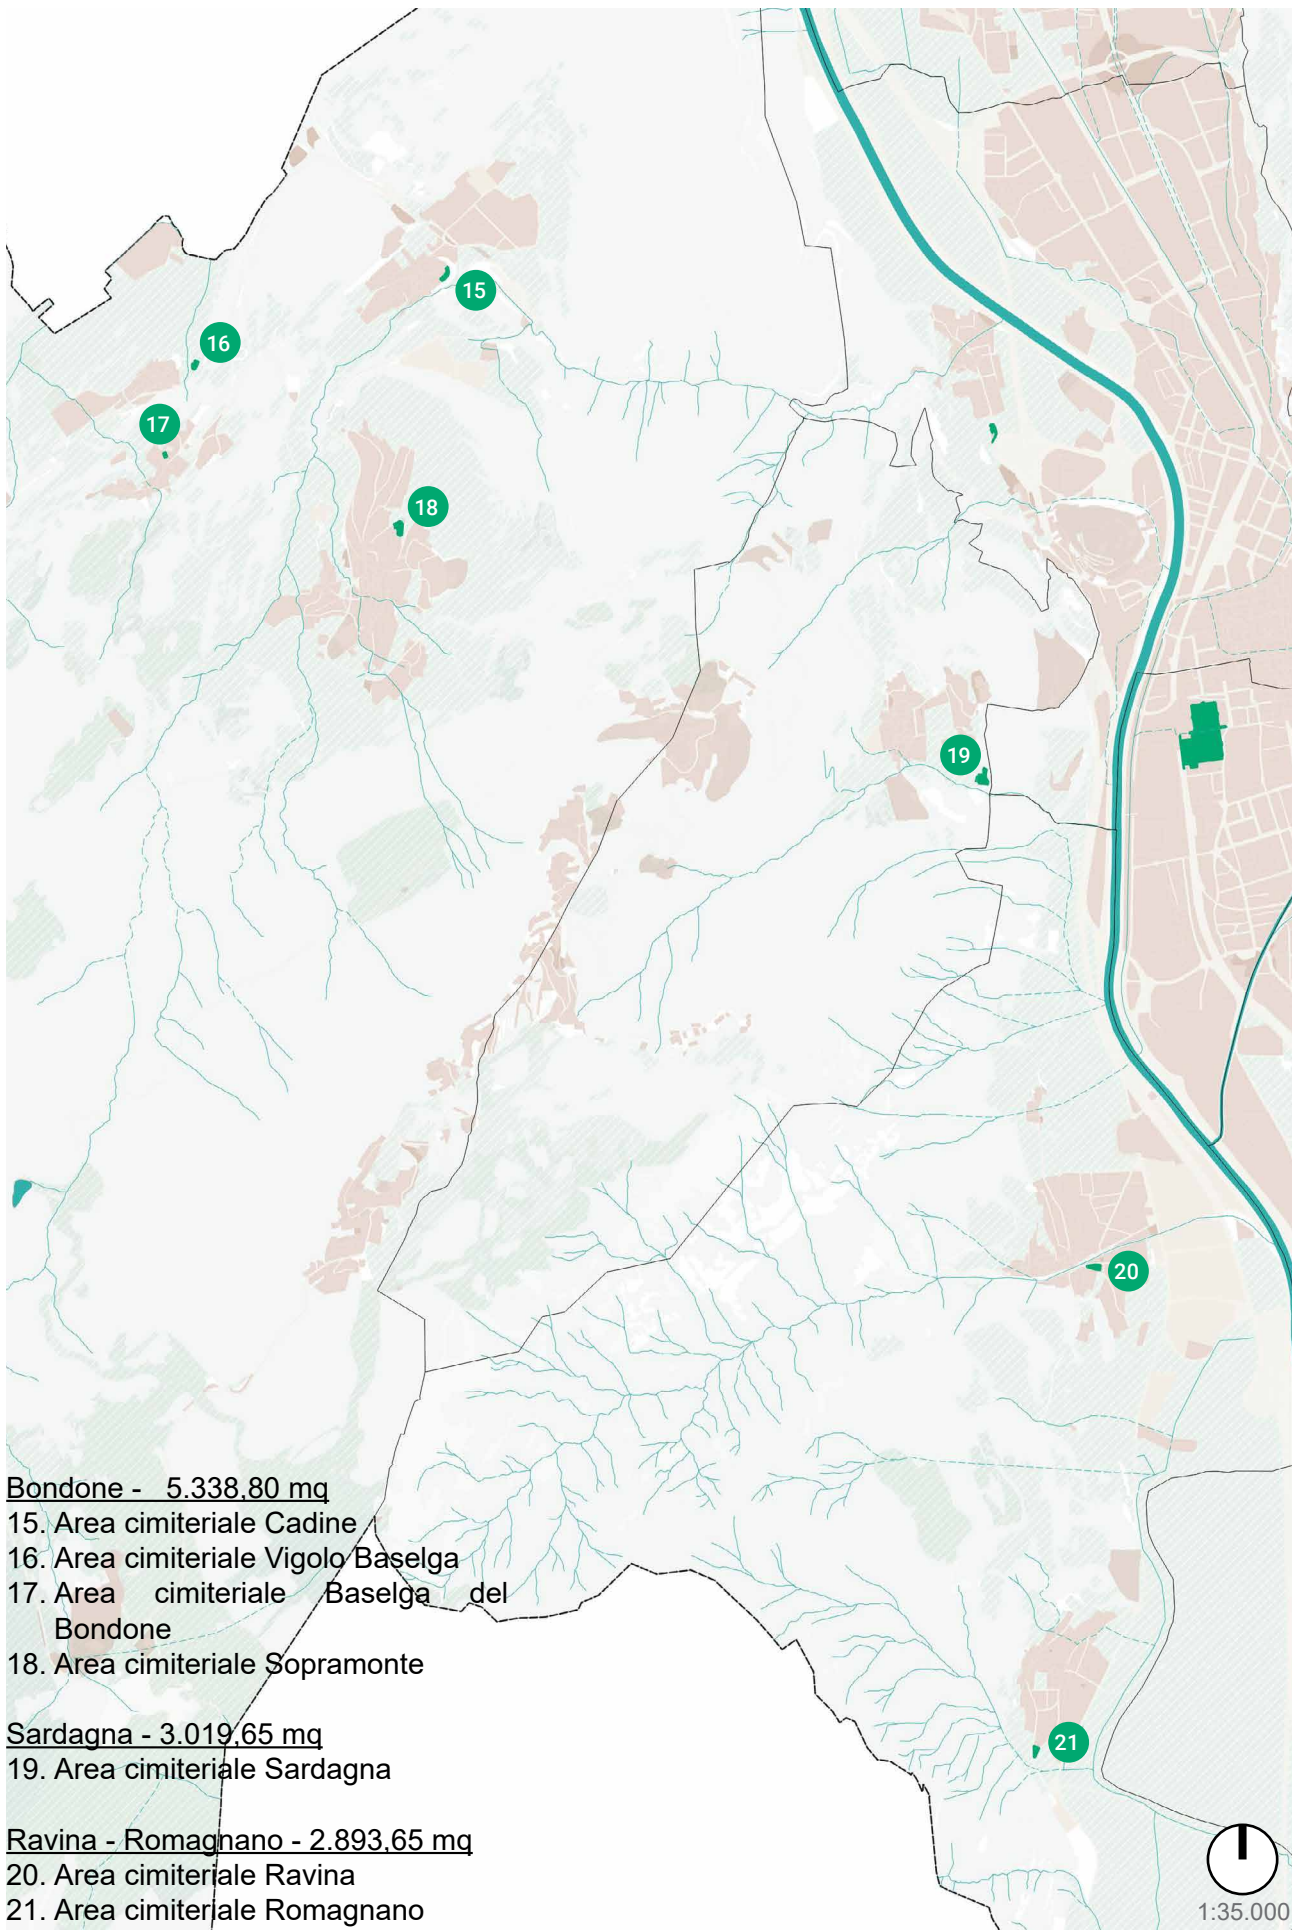 15
16
17
18
19
20
21
Bondone - 5.338,80 mq
15. Area cimiteriale Cadine
16. Area cimiteriale Vigolo Baselga
17. Area cimiteriale Baselga del
Bondone
18. Area cimiteriale Sopramonte
Sardagna - 3.019,65 mq
19. Area cimiteriale Sardagna
Ravina - Romagnano - 2.893,65 mq
20. Area cimiteriale Ravina
21. Area cimiteriale Romagnano
1:35.000